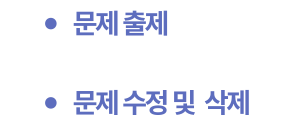 • 문제 출제
• 문제 수정 및 삭제